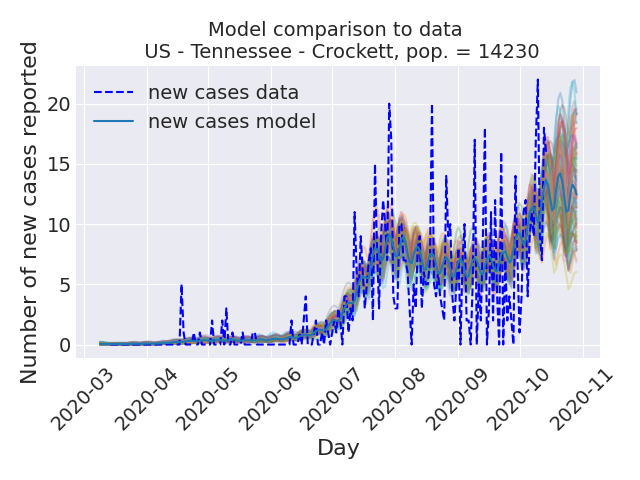 Model comparison to data
US - Tennessee - Crockett, pop. = 14230
Number of new cases reported
new cases data
new cases model
20
15
10
5
0
2020-03
2020-04
2020-05
2020-06
2020-07
2020-08
2020-09
2020-10
2020-11
Day